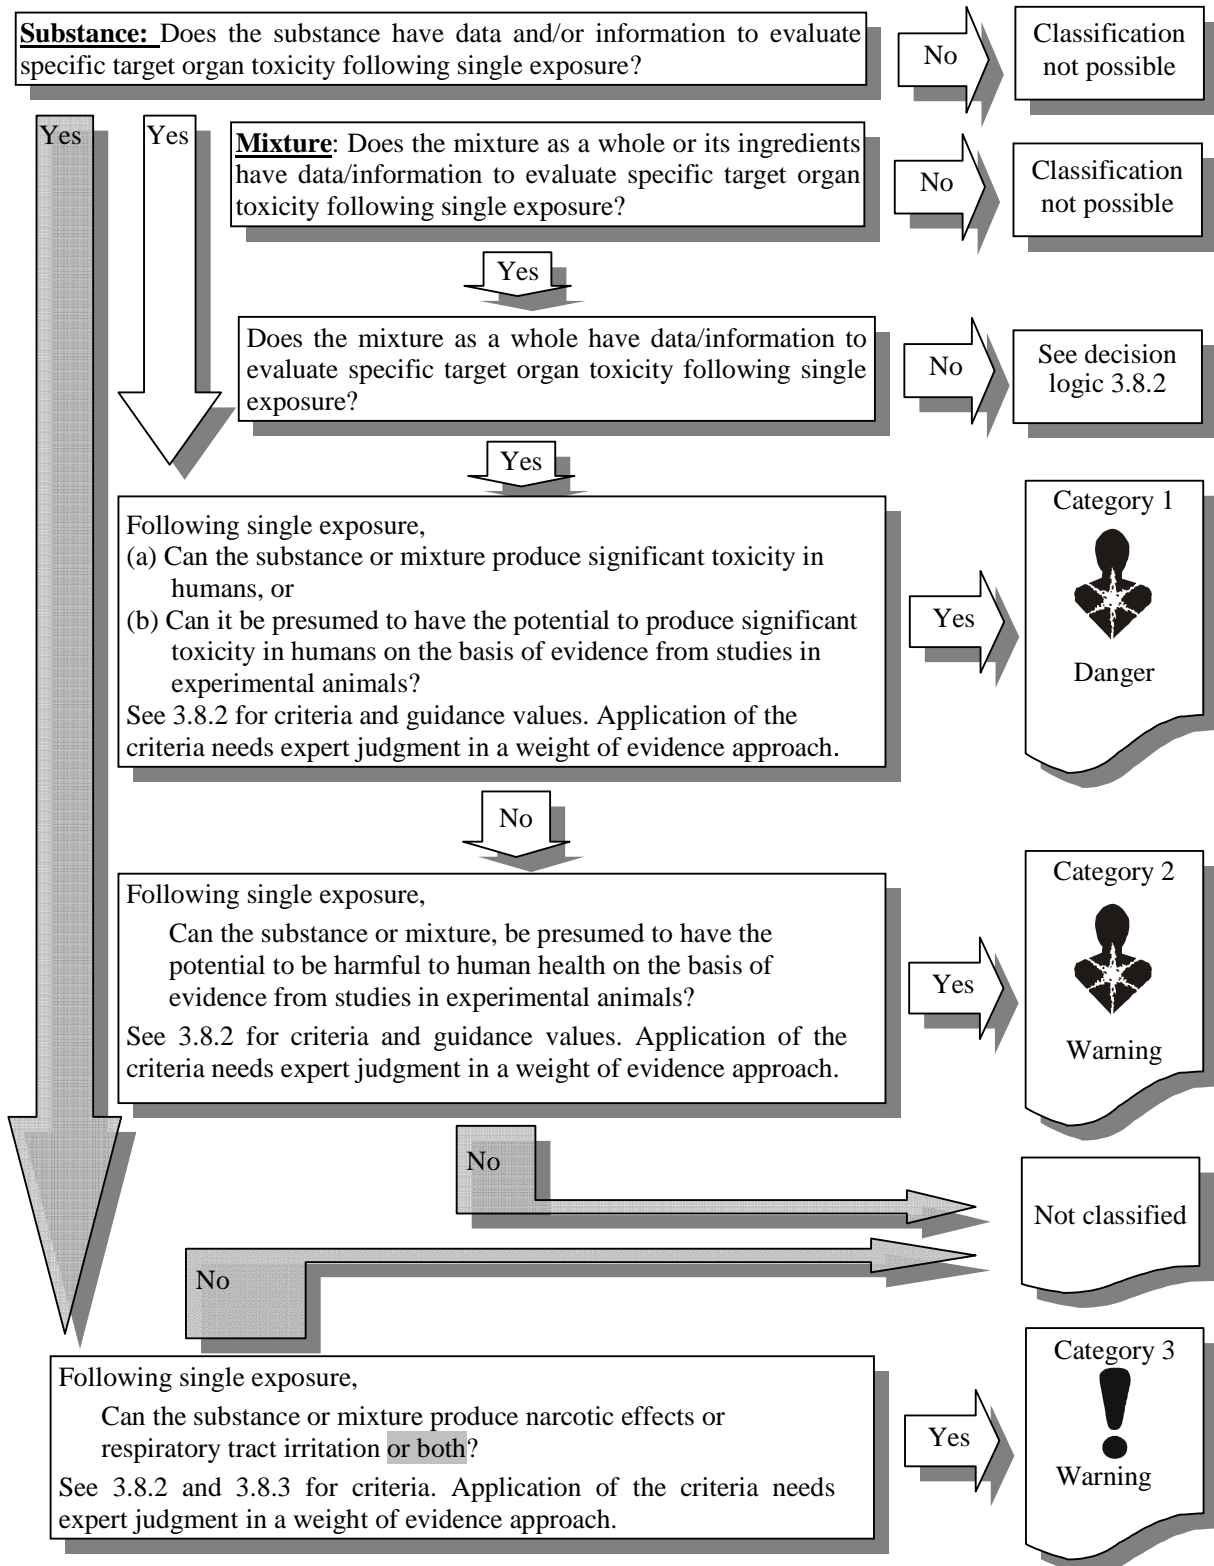 Substance: Does the substance have data and/or information to evaluate
specific target organ toxicity following single exposure?
No
Classification
not possible
Yes
Yes
Mixture: Does the mixture as a whole or its ingredients
have data/information to evaluate specific target organ
toxicity following single exposure?
No
Classification
not possible
Yes
Does the mixture as a whole have data/information to
evaluate specific target organ toxicity following single
exposure?
No
See decision
logic 3.8.2
Yes
Following single exposure,
(a) Can the substance or mixture produce significant toxicity in
humans, or
(b) Can it be presumed to have the potential to produce significant
toxicity in humans on the basis of evidence from studies in
experimental animals?
See 3.8.2 for criteria and guidance values. Application of the
criteria needs expert judgment in a weight of evidence approach.
Yes
Category 1
Danger
No
Following single exposure,
Can the substance or mixture, be presumed to have the
potential to be harmful to human health on the basis of
evidence from studies in experimental animals?
See 3.8.2 for criteria and guidance values. Application of the
criteria needs expert judgment in a weight of evidence approach.
Yes
Category 2
Warning
No
Not classified
No
Following single exposure,
Can the substance or mixture produce narcotic effects or
respiratory tract irritation or both?
See 3.8.2 and 3.8.3 for criteria. Application of the criteria needs
expert judgment in a weight of evidence approach.
Yes
Category 3
Warning